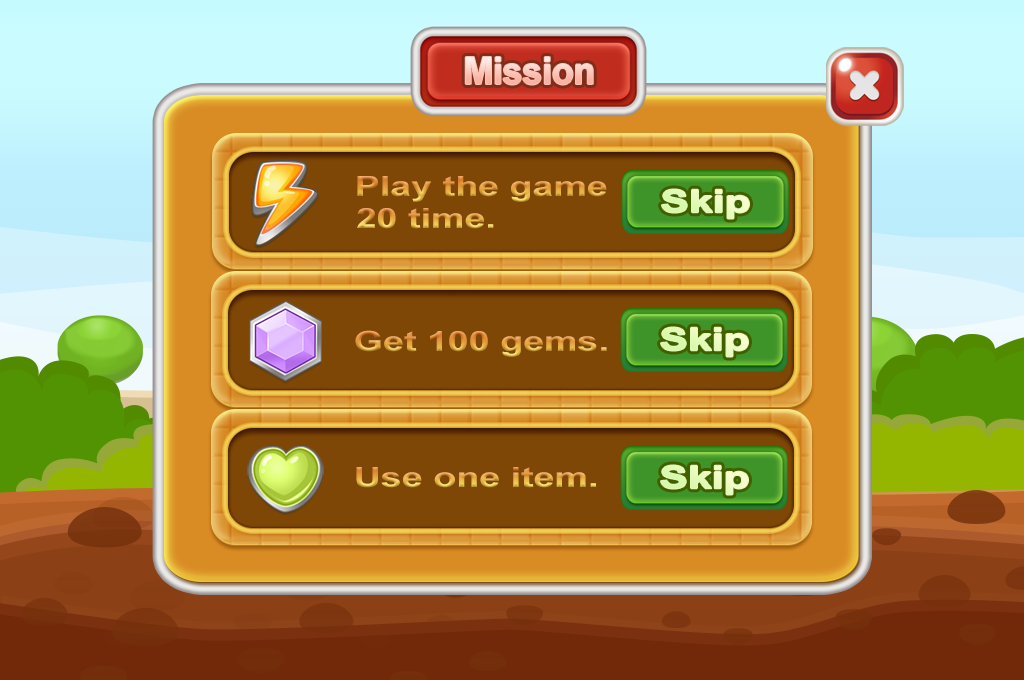 Mission
Play the game
20 time.
Skip
Get 100 gems.
Skip
Use one item.
Skip